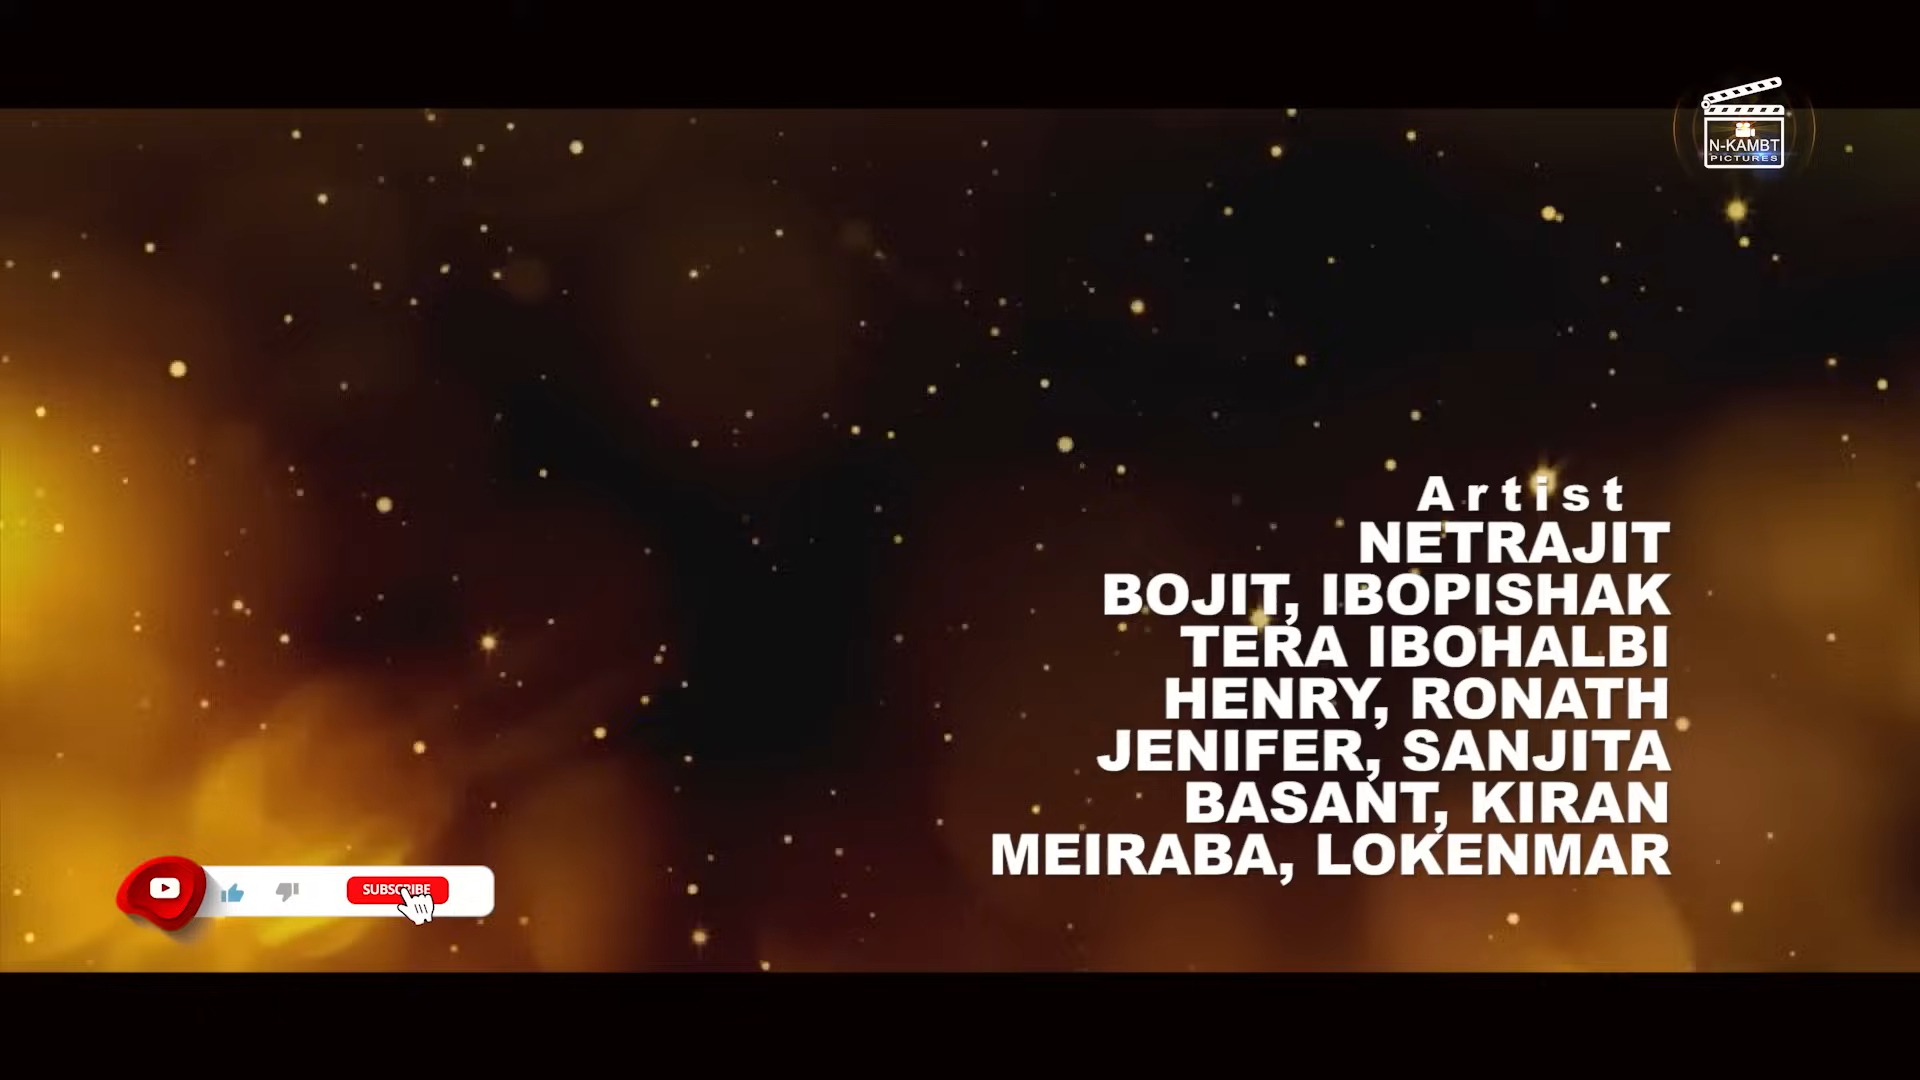 N-KAMBT
PICTURES
Artist
NETRAJIT
BOJIT, IBOPISHAK
TERA IBOHALBI
HENRY, RONATH
JENIFER, SANJITA
BASANT, KIRAN
MEIRABA, LOKENMAR
SUBSCRIBE